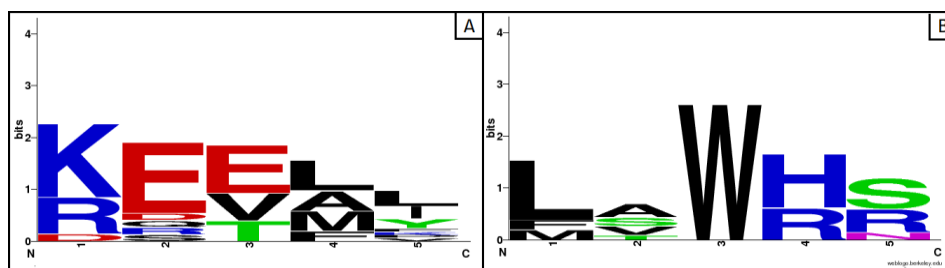 A
4
3
2
1
0
bits
K
R
E
D
E
V
T
L
A
M
N 1 2 3 4 5 C
B
4
3
2
1
0
bits
L
M
A
S
V
T
W
H
R
S
R
N
N 1 2 3 4 5 C
weblogo.berkeley.edu